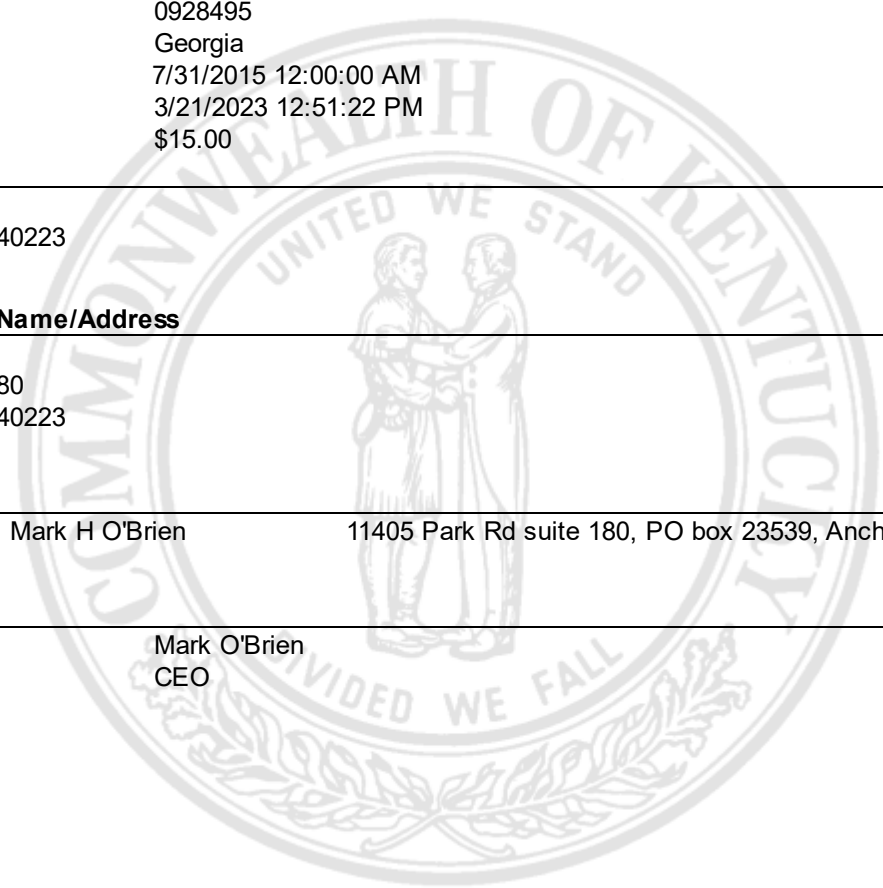 0928495
Georgia
7/31/2015 12:00:00 AM
3/21/2023 12:51:22 PM
$15.00
40223
Name/Address
80
40223
Mark H O'Brien 11405 Park Rd suite 180, PO box 23539, Anch
Mark O'Brien
CEO
COMMONWEALTH OF KENTUCKY
UNITED WE STAND
DIVIDED WE FALL